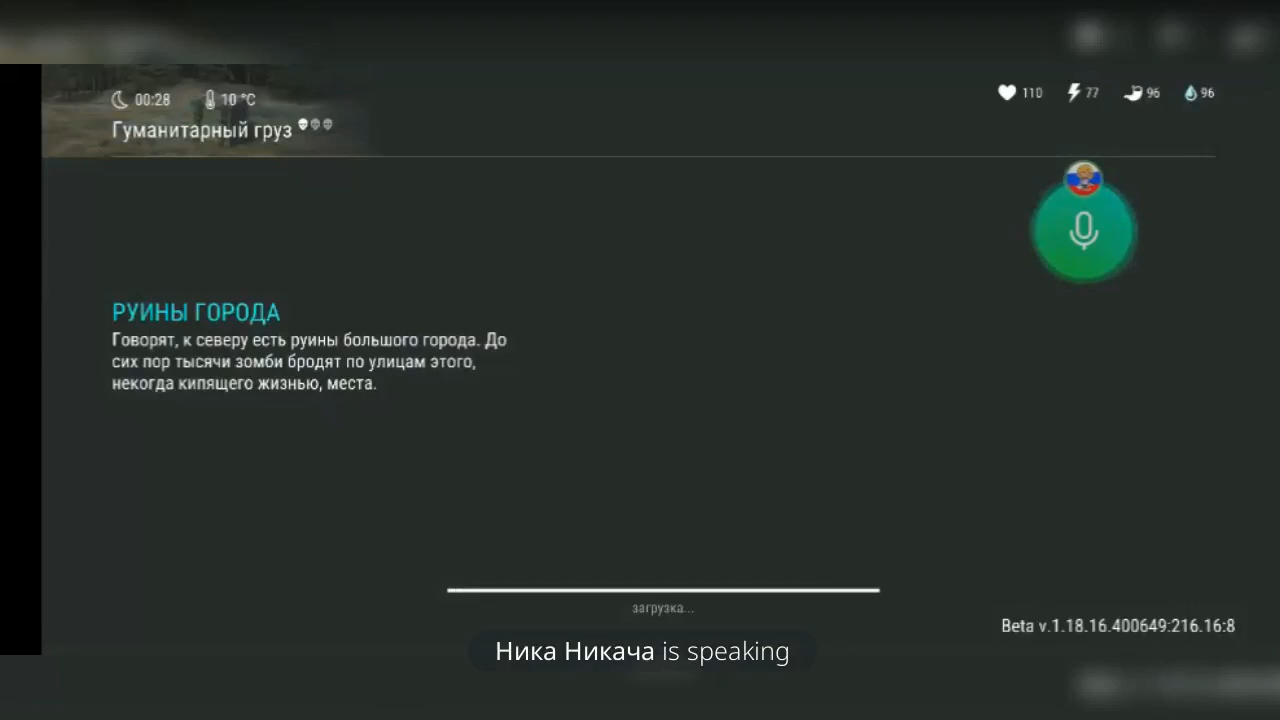 00:28 10 °C
Гуманитарный груз
110 77 96 96
РУИНЫ ГОРОДА
Говорят, к северу есть руины большого города. До
сих пор тысячи зомби бродят по улицам этого,
некогда кипящего жизнью, места.
загрузка...
Beta v.1.18.16.400649:216.16:8
Ника Никача is speaking